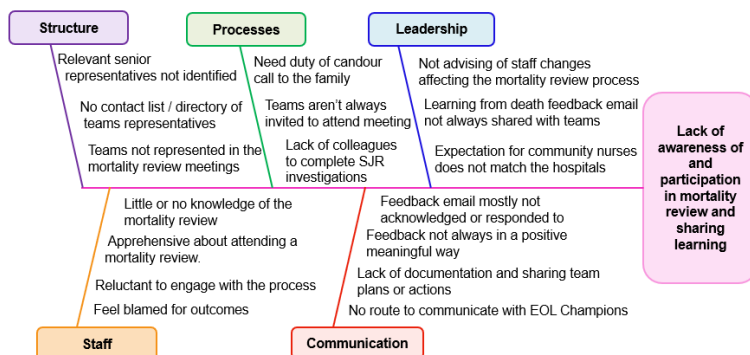 Structure
Processes
Leadership
Relevant senior
representatives not identified
No contact list / directory of
teams representatives
Teams not represented in the
mortality review meetings
Need duty of candour
call to the family
Teams aren't always
invited to attend meeting
Lack of colleagues
to complete SJR
investigations
Not advising of staff changes
affecting the mortality review process
Learning from death feedback email
not always shared with teams
Expectation for community nurses
does not match the hospitals
Lack of
awareness of
and
participation
in mortality
review and
sharing
learning
Little or no knowledge of the
mortality review
Apprehensive about attending a
mortality review.
Reluctant to engage with the process
Feel blamed for outcomes
Feedback email mostly not
acknowledged or responded to
Feedback not always in a positive
meaningful way
Lack of documentation and sharing team
plans or actions
No route to communicate with EOL Champions
Staff
Communication